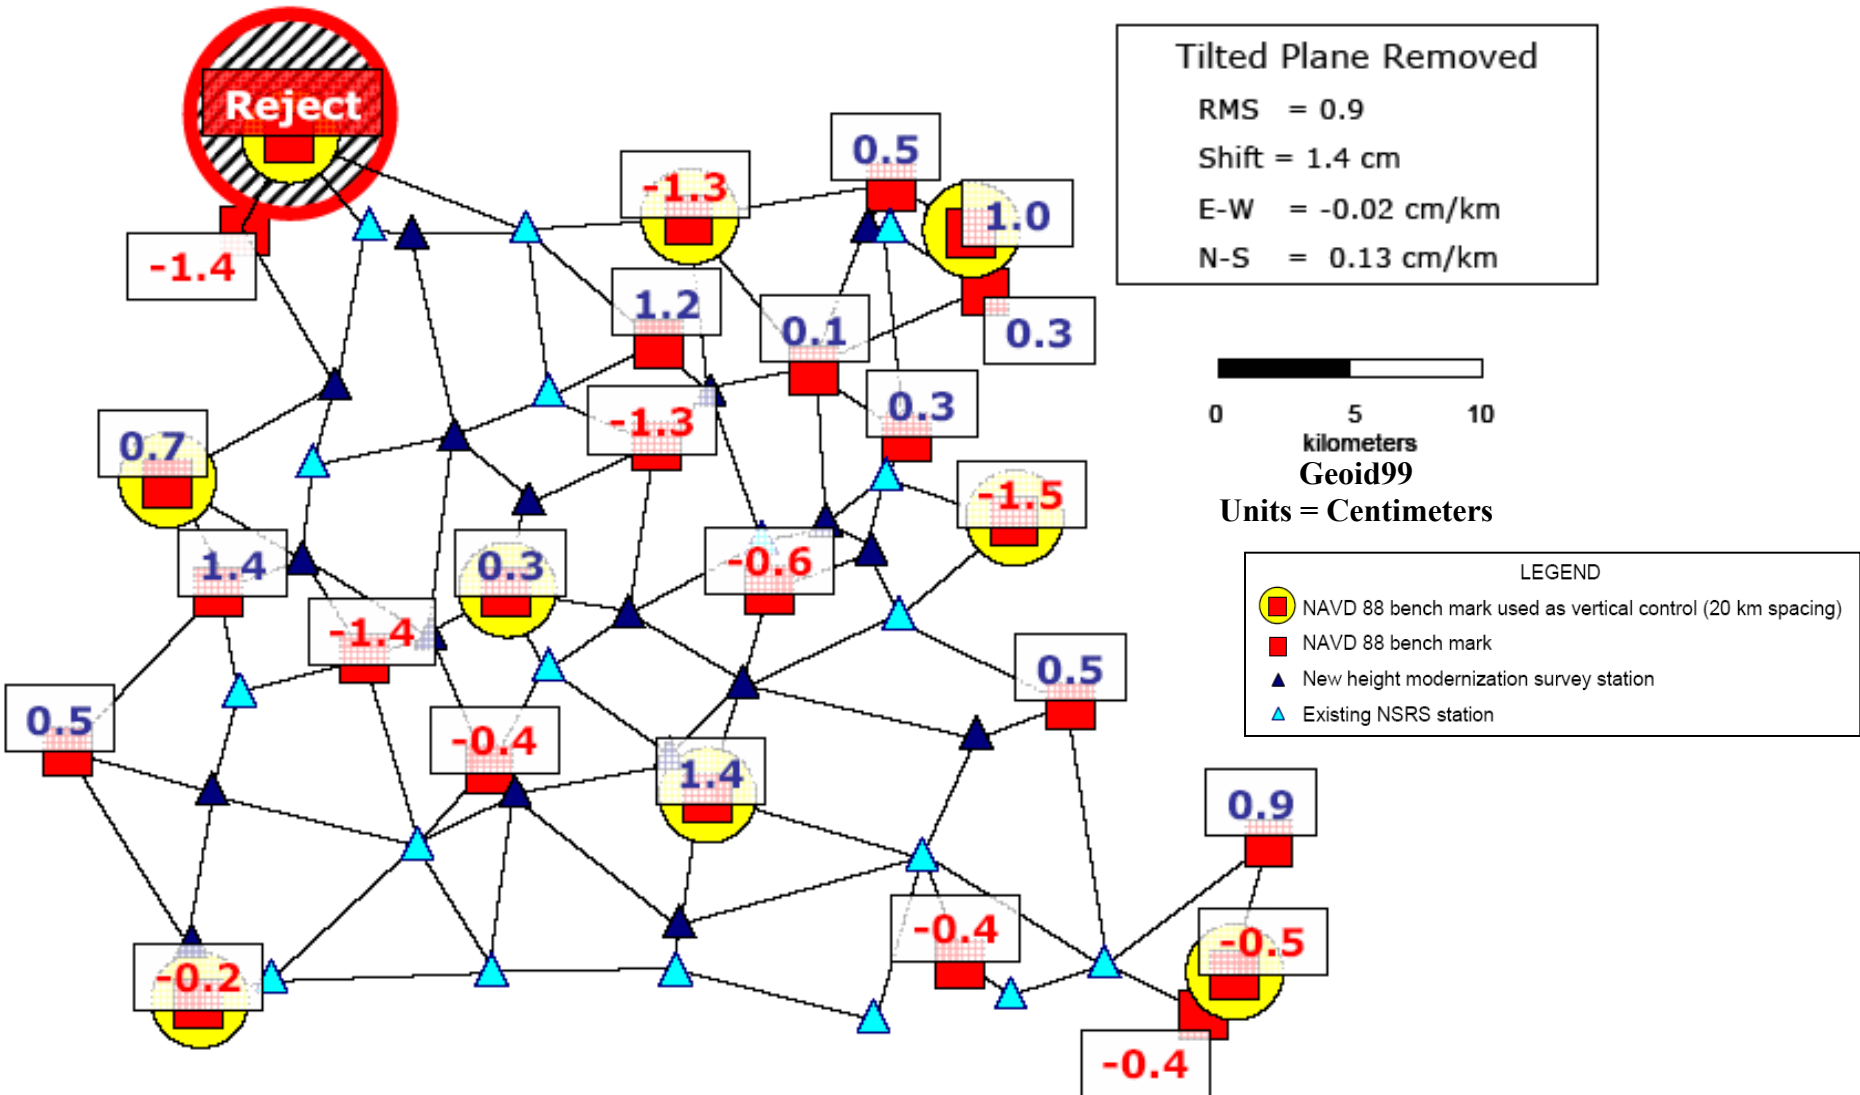 Reject
Tilted Plane Removed
RMS = 0.9
Shift = 1.4 cm
E-W = -0.02 cm/km
N-S = 0.13 cm/km
0.5
-1.3
1.0
-1.4
1.2
0.1
0.3
0 5 10
kilometers
Geoid99
Units = Centimeters
0.3
-1.3
0.7
-1.5
1.4
0.3
-0.6
LEGEND
NAVD 88 bench mark used as vertical control (20 km spacing)
NAVD 88 bench mark
New height modernization survey station
Existing NSRS station
-1.4
0.5
0.5
-0.4
1.4
0.9
-0.4
-0.5
-0.2
-0.4